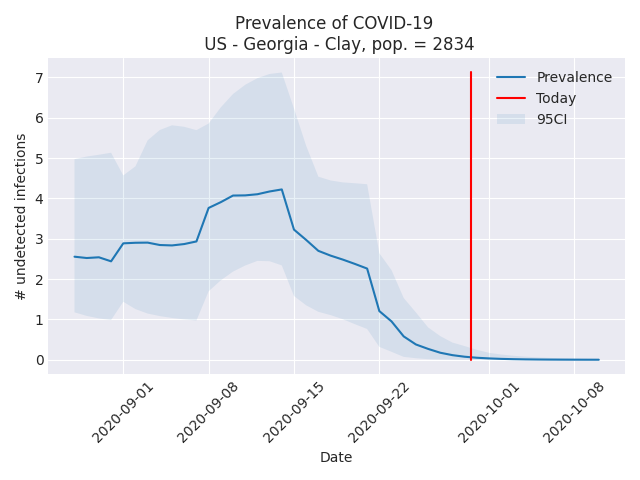 Prevalence of COVID-19
US - Georgia - Clay, pop. = 2834
# undetected infections
7
6
5
4
3
2
1
0
Prevalence
Today
95CI
2020-09-01
2020-09-08
2020-09-15
2020-09-22
2020-10-01
2020-10-08
Date